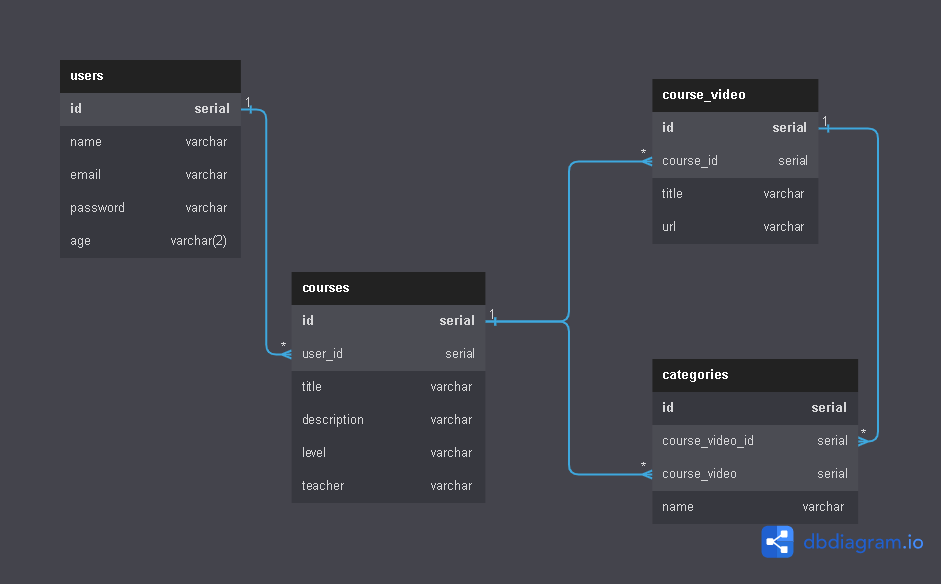 users
id serial
name varchar
email varchar
password varchar
age varchar(2)
1
*
courses
id serial
user_id serial
title varchar
description varchar
level varchar
teacher varchar
1
*
course_video
id serial
course_id serial
title varchar
url varchar
1
*
categories
id serial
course_video_id serial
course_video serial
name varchar
*
dbdiagram.io